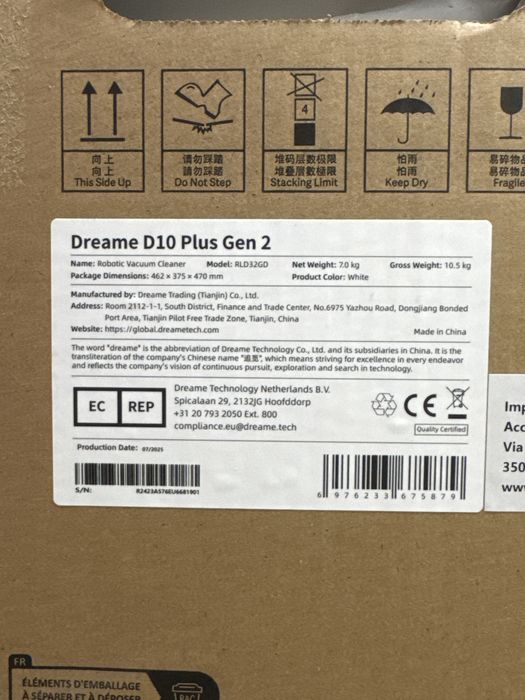 4
向上
向上
This Side Up
请勿踩踏
請勿踩踏
Do Not Step
堆码层数极限
堆疊層數極限
Stacking Limit
怕雨
怕雨
Keep Dry
易碎物品
易碎物品
Fragile
Dreame D10 Plus Gen 2
Name: Robotic Vacuum Cleaner Model: RLD32GD Net Weight: 7.0 kg Gross Weight: 10.5 kg
Package Dimensions: 462 × 375 × 470 mm Product Color: White
Manufactured by: Dreame Trading (Tianjin) Co., Ltd.
Address: Room 2112-1-1, South District, Finance and Trade Center, No.6975 Yazhou Road, Dongjiang Bonded
Port Area, Tianjin Pilot Free Trade Zone, Tianjin, China
Website: https://global.dreametech.com Made in China
The word "dreame" is the abbreviation of Dreame Technology Co., Ltd. and its subsidiaries in China. It is the
transliteration of the company's Chinese name "追觅", which means striving for excellence in every endeavor
and reflects the company's vision of continuous pursuit, exploration and search in technology.
EC REP
Dreame Technology Netherlands B.V.
Spicalaan 29, 2132JG Hoofddorp
+31 20 793 2050 Ext. 800
compliance.eu@dreame.tech
CE
Quality Certified
Production Date: 07/2025
S/N: R2423A576EU6681901
6 976233 675879
Imp
Acc
Via
350
ww
FR
ÉLÉMENTS D'EMBALLAGE
À SÉPARER ET À DÉPOSER
BAC